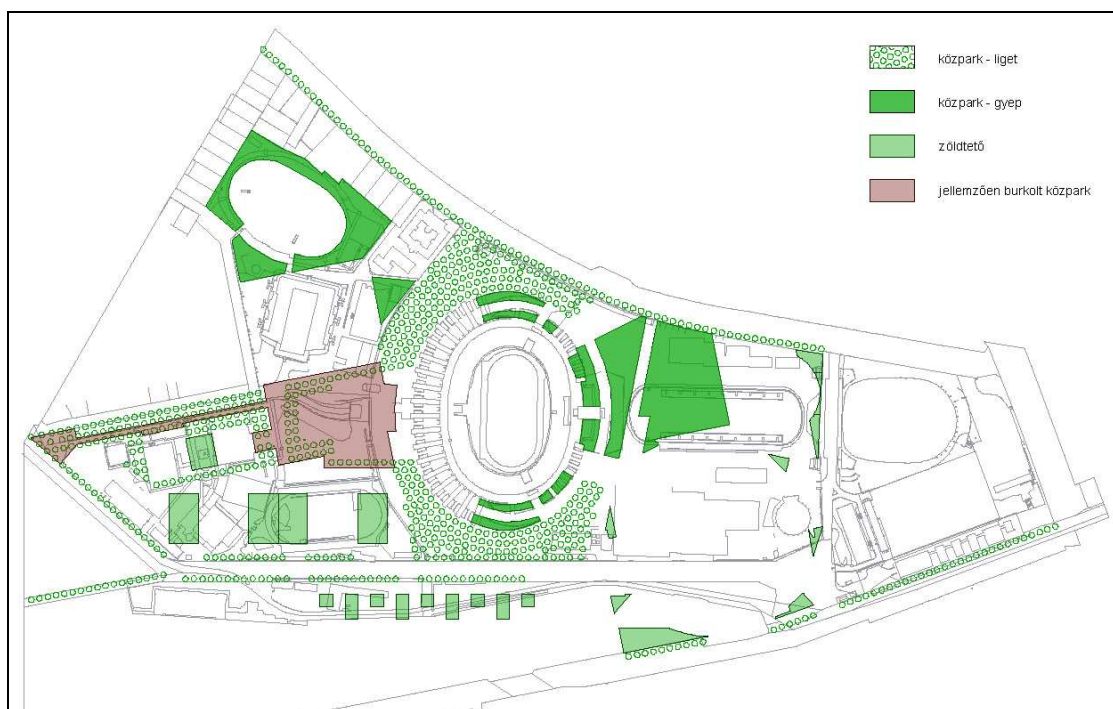 közpark - liget
közpark - gyep
zöldtető
jellemzően burkolt közpark